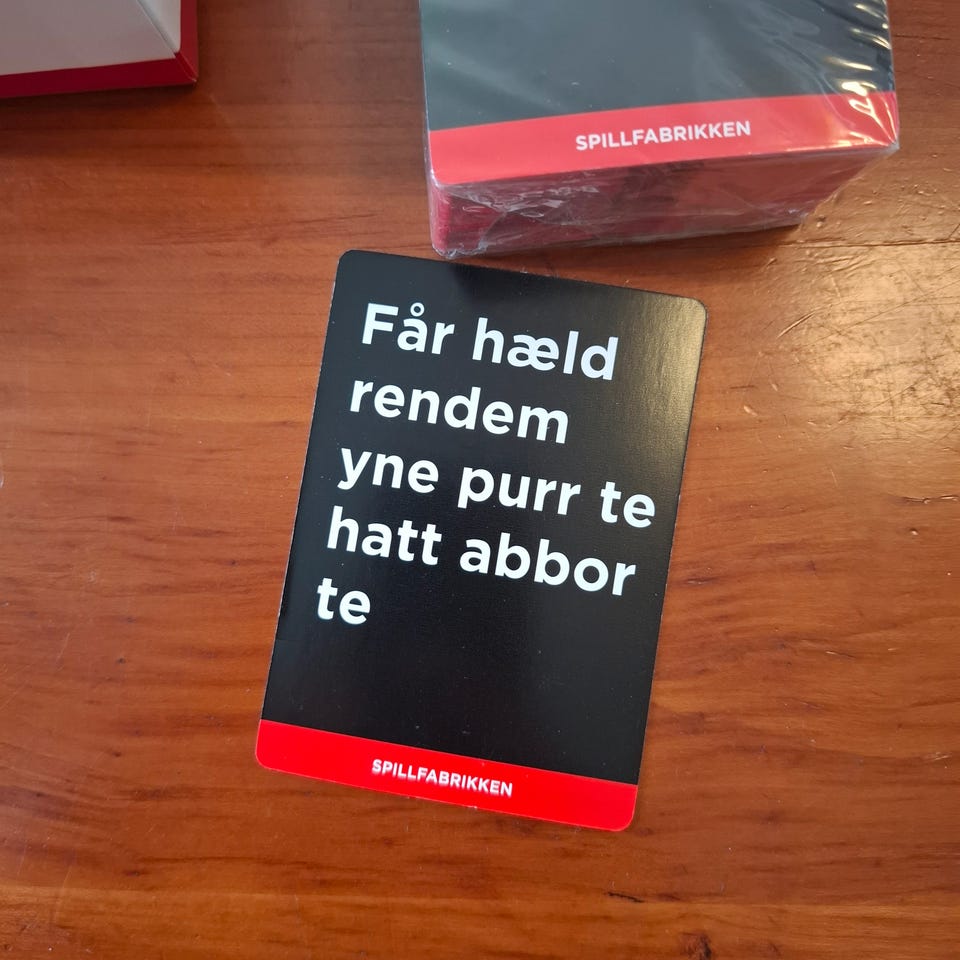 SPILLFABRIKKEN
Får hæld
rendem
yne purr te
hatt abbor
te
SPILLFABRIKKEN